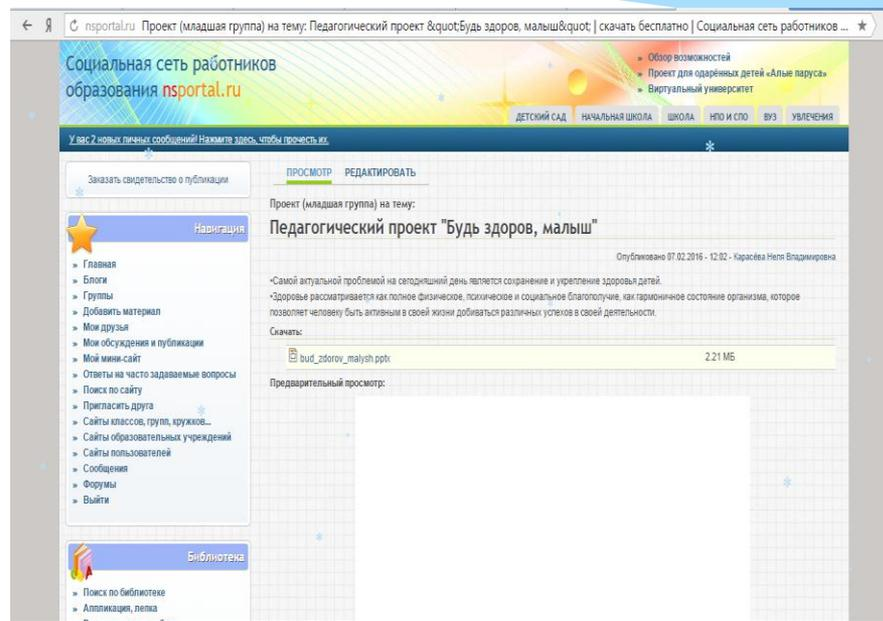 nsportal.ru Проект (младшая группа) на тему: Педагогический проект &quot;Будь здоров, малыш&quot; | скачать бесплатно | Социальная сеть работников ...
Социальная сеть работников
образования nsportal.ru
» Обзор возможностей
» Проект для одарённых детей «Алые паруса»
» Виртуальный университет
ДЕТСКИЙ САД НАЧАЛЬНАЯ ШКОЛА ШКОЛА НПО И СПО ВУЗ УВЛЕЧЕНИЯ
У вас 2 новых личных сообщений! Нажмите здесь, чтобы прочесть их.
Заказать свидетельство о публикации
Навигация
» Главная
» Блоги
» Группы
» Добавить материал
» Мои друзья
» Мои обсуждения и публикации
» Мой мини-сайт
» Ответы на часто задаваемые вопросы
» Поиск по сайту
» Пригласить друга
» Сайты классов, групп, кружков...
» Сайты образовательных учреждений
» Сайты пользователей
» Сообщения
» Форумы
» Выйти
Библиотека
» Поиск по библиотеке
» Аппликация, лепка
ПРОСМОТР РЕДАКТИРОВАТЬ
Проект (младшая группа) на тему:
Педагогический проект "Будь здоров, малыш"
Опубликовано 07.02.2016 - 12:02 - Карасёва Неля Владимировна
•Самой актуальной проблемой на сегодняшний день является сохранение и укрепление здоровья детей.
•Здоровье рассматривается как полное физическое, психическое и социальное благополучие, как гармоничное состояние организма, которое
позволяет человеку быть активным в своей жизни добиваться различных успехов в своей деятельности.
Скачать:
bud_zdorov_malysh.pptx 2.21 МБ
Предварительный просмотр: